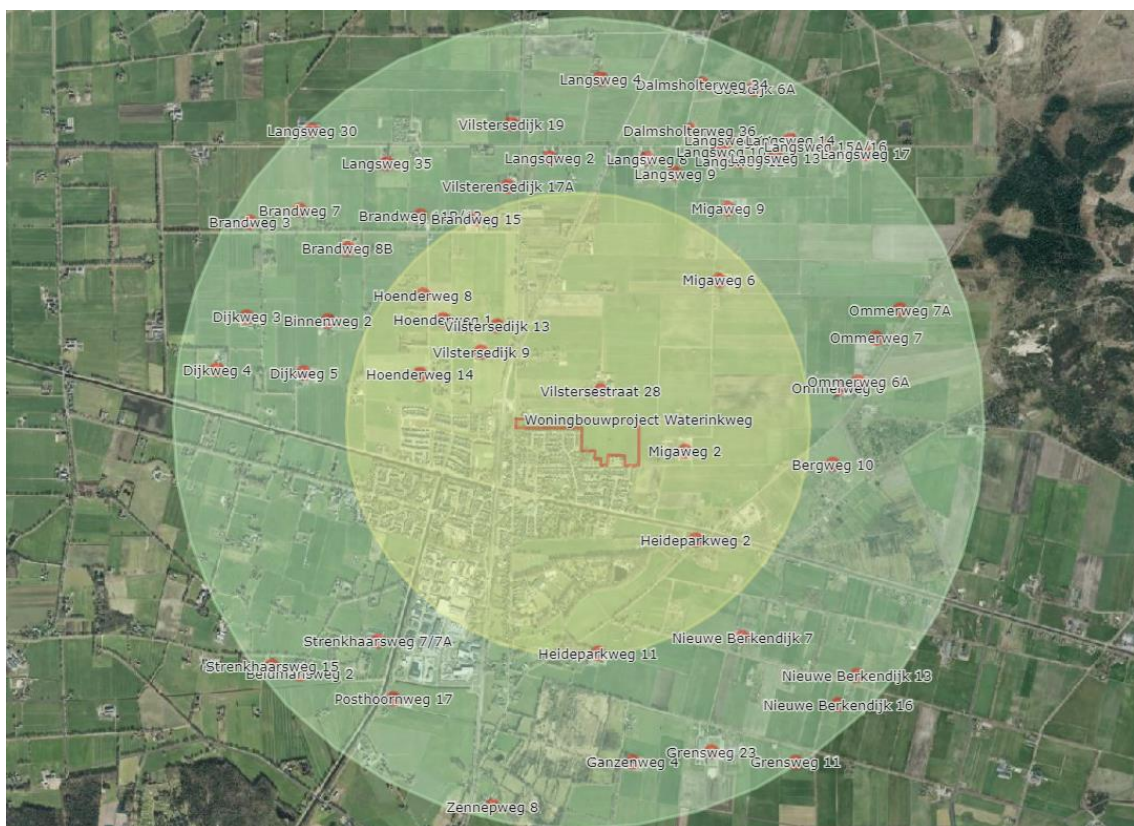 Langsweg 4
Dalmsholterweg 34
6A
Langsweg 30
Vilstersedijk 19
Dalmsholterweg 36
Langsweg 14
15A/16
Langsweg 17
Langsqweg 2
Langsweg 8
Langsweg 13
Langsweg 35
Langsweg 9
Vilsterensedijk 17A
Brandweg 7
Brandweg 3
Brandweg
Brandweg 15
Migaweg 9
Brandweg 8B
Migaweg 6
Hoenderweg 8
Ommerweg 7A
Dijkweg 3
Binnenweg 2
Hoenderweg 1
Vilstersedijk 13
Ommerweg 7
Vilstersedijk 9
Dijkweg 4
Dijkweg 5
Hoenderweg 14
Vilstersestraat 28
Ommerweg 6A
Woningbouwproject Waterinkweg
Migaweg 2
Bergweg 10
Heideparkweg 2
Strenkhaarsweg 7/7A
Nieuwe Berkendijk 7
Heideparkweg 11
Strenkhaarsweg 15
Nieuwe Berkendijk 13
Posthoornweg 17
Nieuwe Berkendijk 16
Grensweg 23
Ganzenweg 4
Grensweg 11
Zennepweg 8